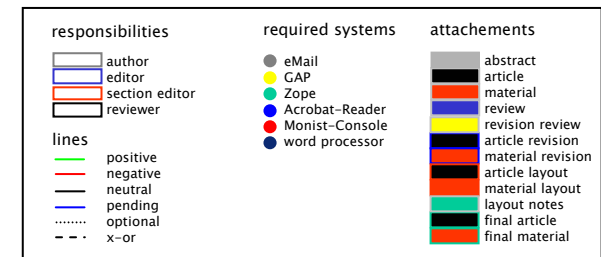 responsibilities
author
editor
section editor
reviewer
lines
positive
negative
neutral
pending
optional
x-or
required systems
eMail
GAP
Zope
Acrobat-Reader
Monist-Console
word processor
attachements
abstract
article
material
review
revision review
article revision
material revision
article layout
material layout
layout notes
final article
final material